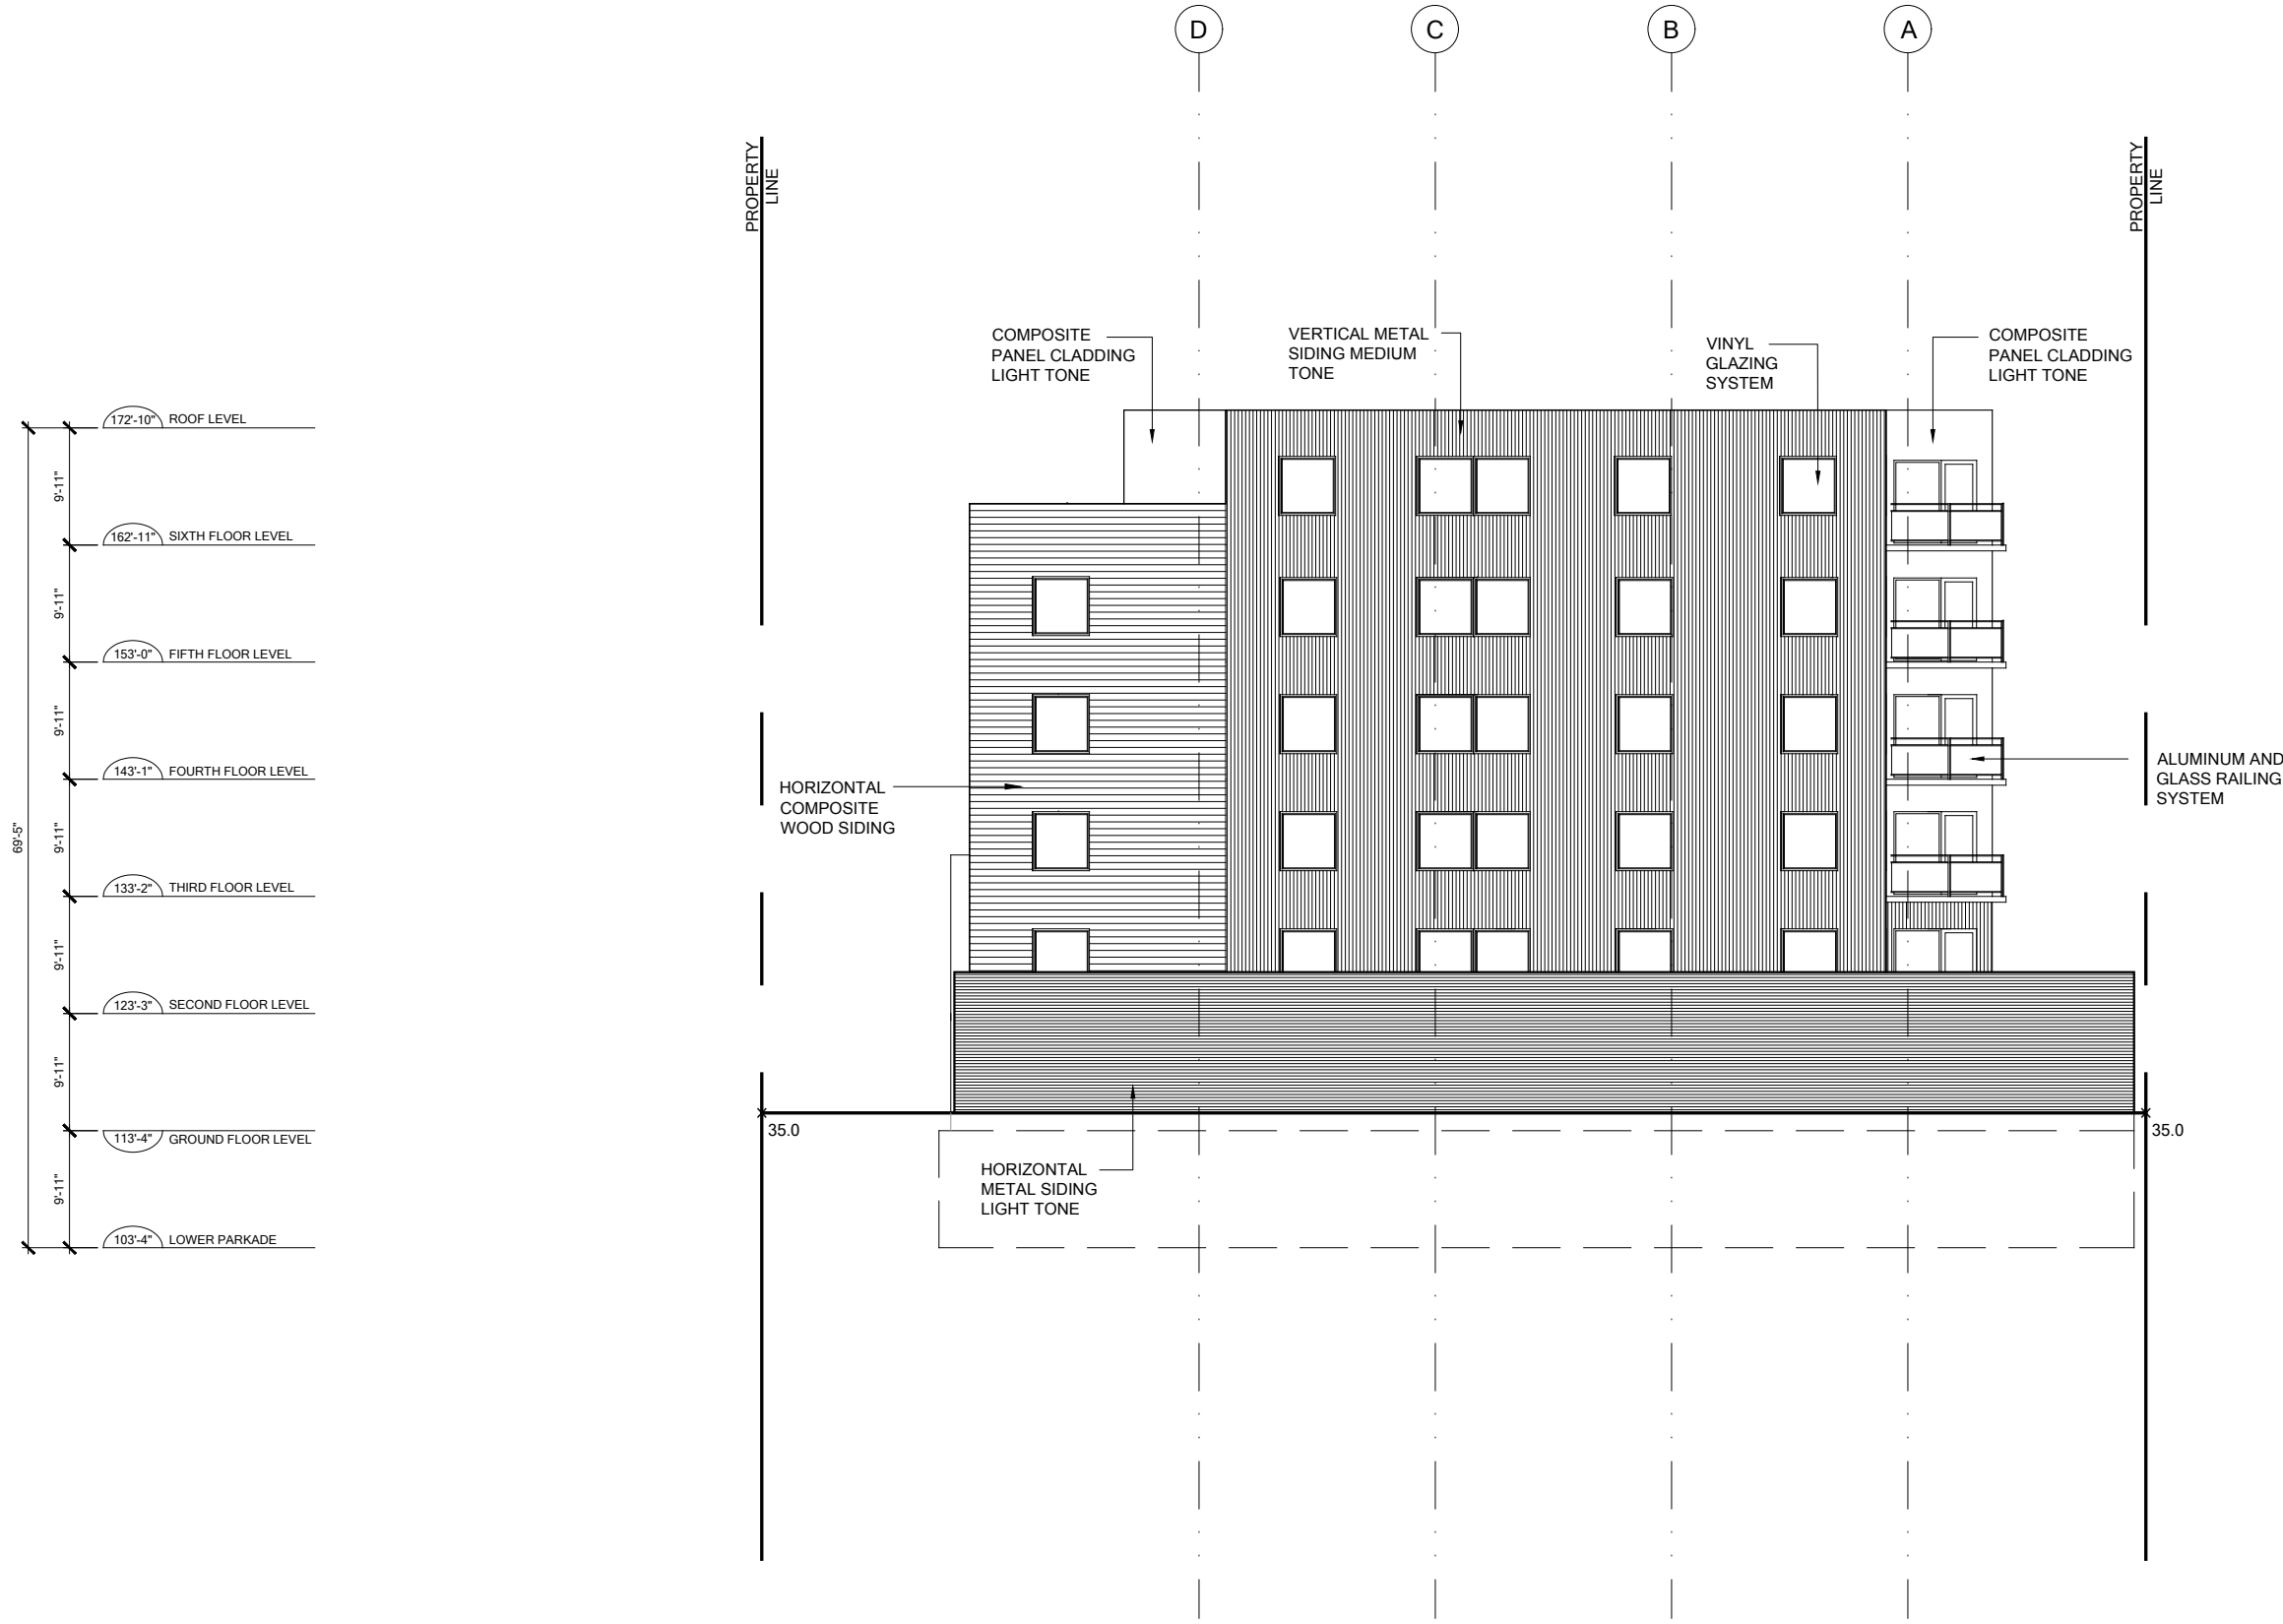 D
C
B
A
PROPERTY
LINE
PROPERTY
LINE
COMPOSITE
PANEL CLADDING
LIGHT TONE
VERTICAL METAL
SIDING MEDIUM
TONE
VINYL
GLAZING
SYSTEM
COMPOSITE
PANEL CLADDING
LIGHT TONE
172'-10" ROOF LEVEL
9'-11"
162'-11" SIXTH FLOOR LEVEL
9'-11"
153'-0" FIFTH FLOOR LEVEL
9'-11"
143'-1" FOURTH FLOOR LEVEL
HORIZONTAL
COMPOSITE
WOOD SIDING
ALUMINUM AND
GLASS RAILING
SYSTEM
69'-5"
9'-11"
133'-2" THIRD FLOOR LEVEL
9'-11"
123'-3" SECOND FLOOR LEVEL
9'-11"
113'-4" GROUND FLOOR LEVEL
35.0
35.0
9'-11"
HORIZONTAL
METAL SIDING
LIGHT TONE
103'-4" LOWER PARKADE